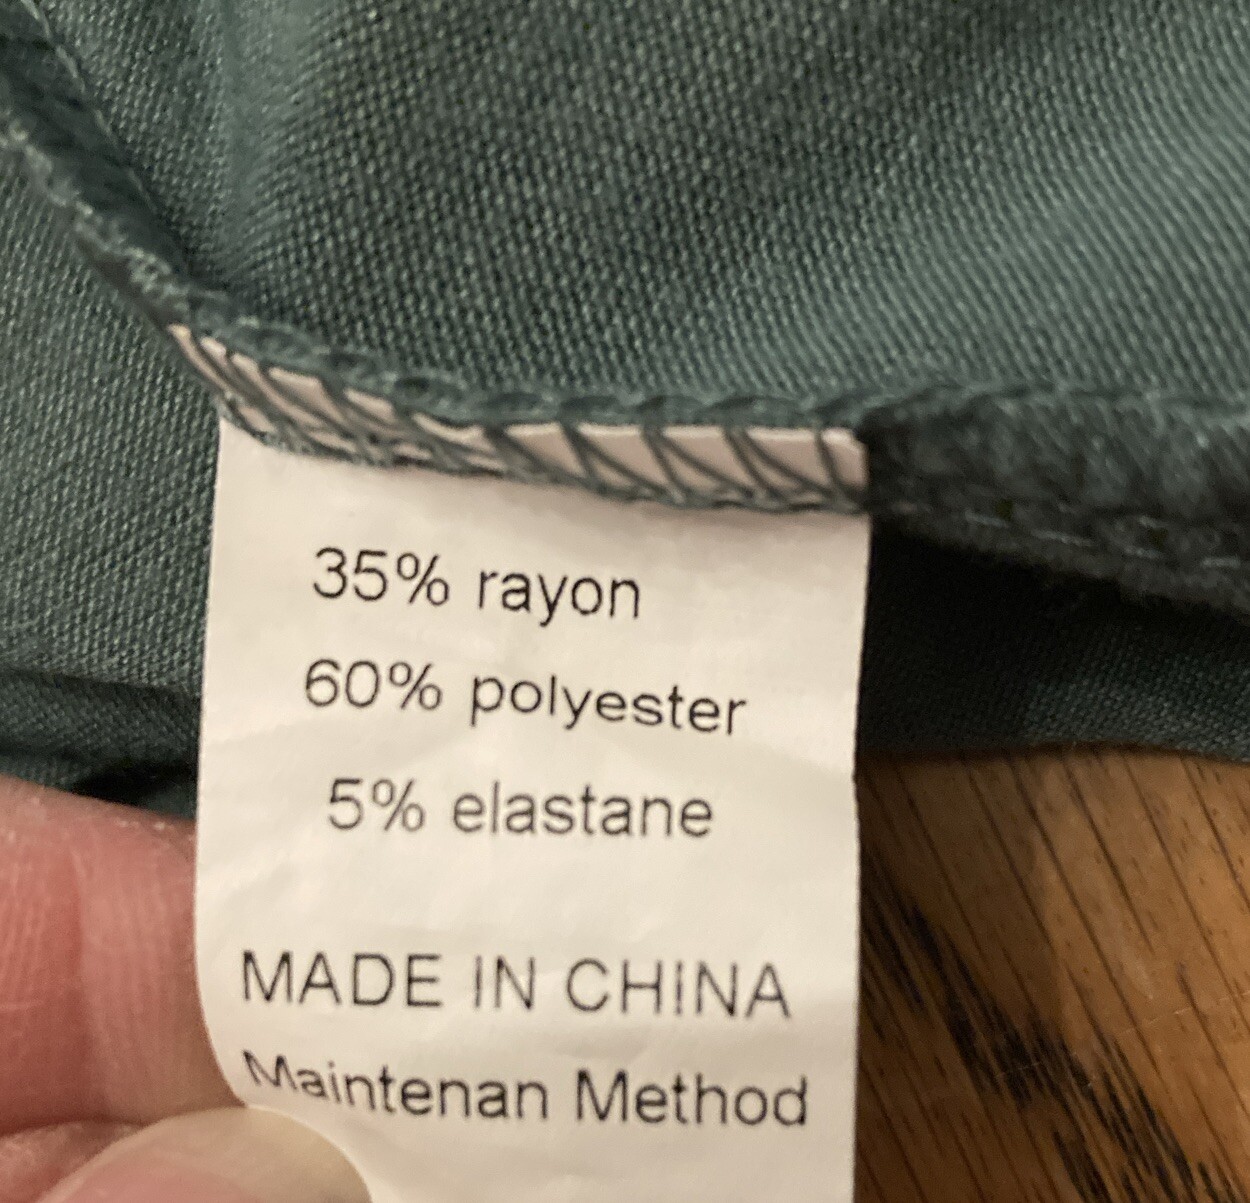 35% rayon
60% polyester
5% elastane
MADE IN CHINA
Maintenan Method